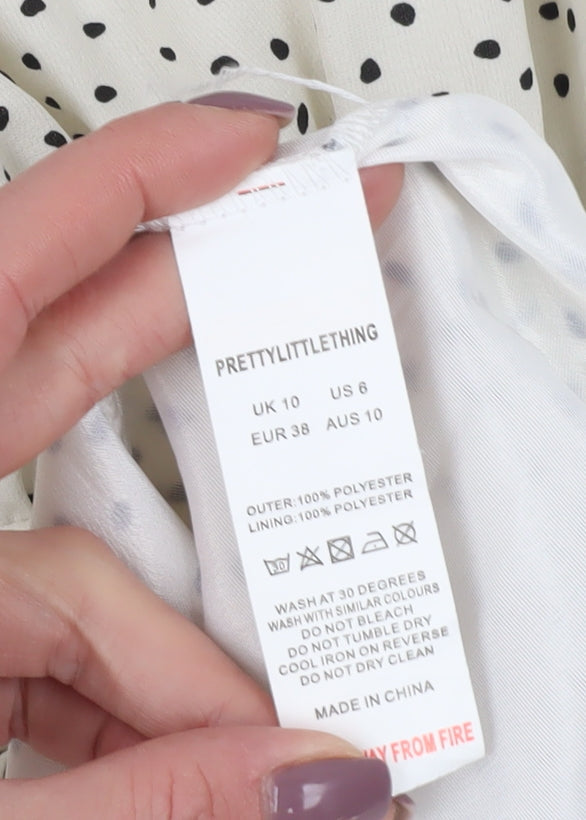 PRETTYLITTLETHING
UK 10 US 6
EUR 38 AUS 10
OUTER:100% POLYESTER
LINING:100% POLYESTER
30
WASH AT 30 DEGREES
WASH WITH SIMILAR COLOURS
DO NOT BLEACH
DO NOT TUMBLE DRY
COOL IRON ON REVERSE
DO NOT DRY CLEAN
MADE IN CHINA
FROM FIRE